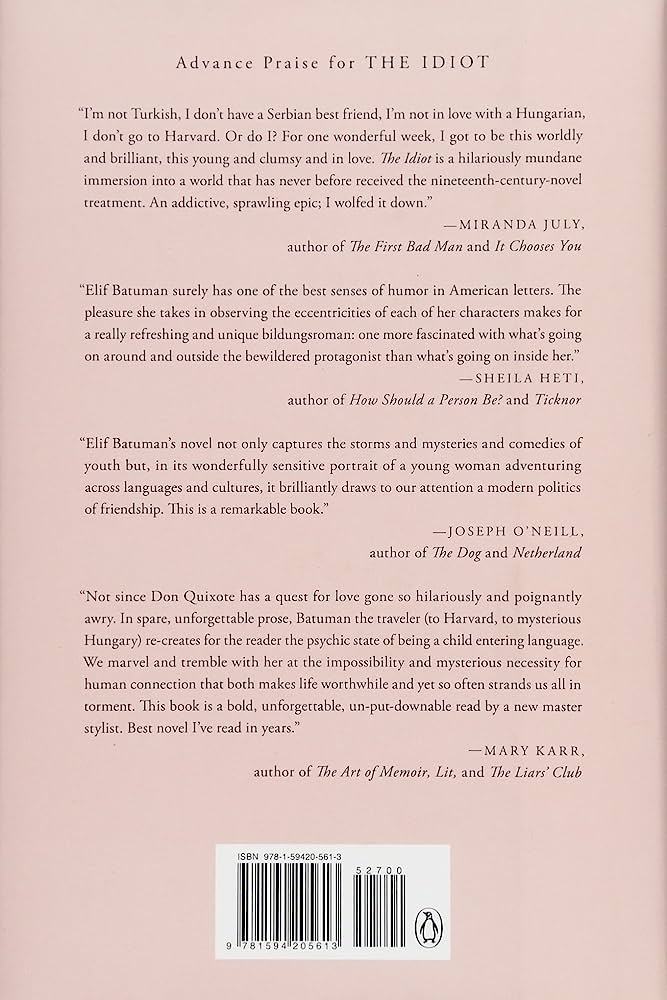 Advance Praise for THE IDIOT
“I’m not Turkish, I don’t have a Serbian best friend, I’m not in love with a Hungarian,
I don’t go to Harvard. Or do I? For one wonderful week, I got to be this worldly
and brilliant, this young and clumsy and in love. The Idiot is a hilariously mundane
immersion into a world that has never before received the nineteenth-century-novel
treatment. An addictive, sprawling epic; I wolfed it down.”
—MIRANDA JULY,
author of The First Bad Man and It Chooses You
“Elif Batuman surely has one of the best senses of humor in American letters. The
pleasure she takes in observing the eccentricities of each of her characters makes for
a really refreshing and unique bildungsroman: one more fascinated with what’s going
on around and outside the bewildered protagonist than what’s going on inside her.”
—SHEILA HETI,
author of How Should a Person Be? and Ticknor
“Elif Batuman’s novel not only captures the storms and mysteries and comedies of
youth but, in its wonderfully sensitive portrait of a young woman adventuring
across languages and cultures, it brilliantly draws to our attention a modern politics
of friendship. This is a remarkable book.”
—JOSEPH O’NEILL,
author of The Dog and Netherland
“Not since Don Quixote has a quest for love gone so hilariously and poignantly
awry. In spare, unforgettable prose, Batuman the traveler (to Harvard, to mysterious
Hungary) re-creates for the reader the psychic state of being a child entering language.
We marvel and tremble with her at the impossibility and mysterious necessity for
human connection that both makes life worthwhile and yet so often strands us all in
torment. This book is a bold, unforgettable, un-put-downable read by a new master
stylist. Best novel I’ve read in years.”
—MARY KARR,
author of The Art of Memoir, Lit, and The Liars’ Club
ISBN 978-1-59420-561-3
52700
9 781594 205613